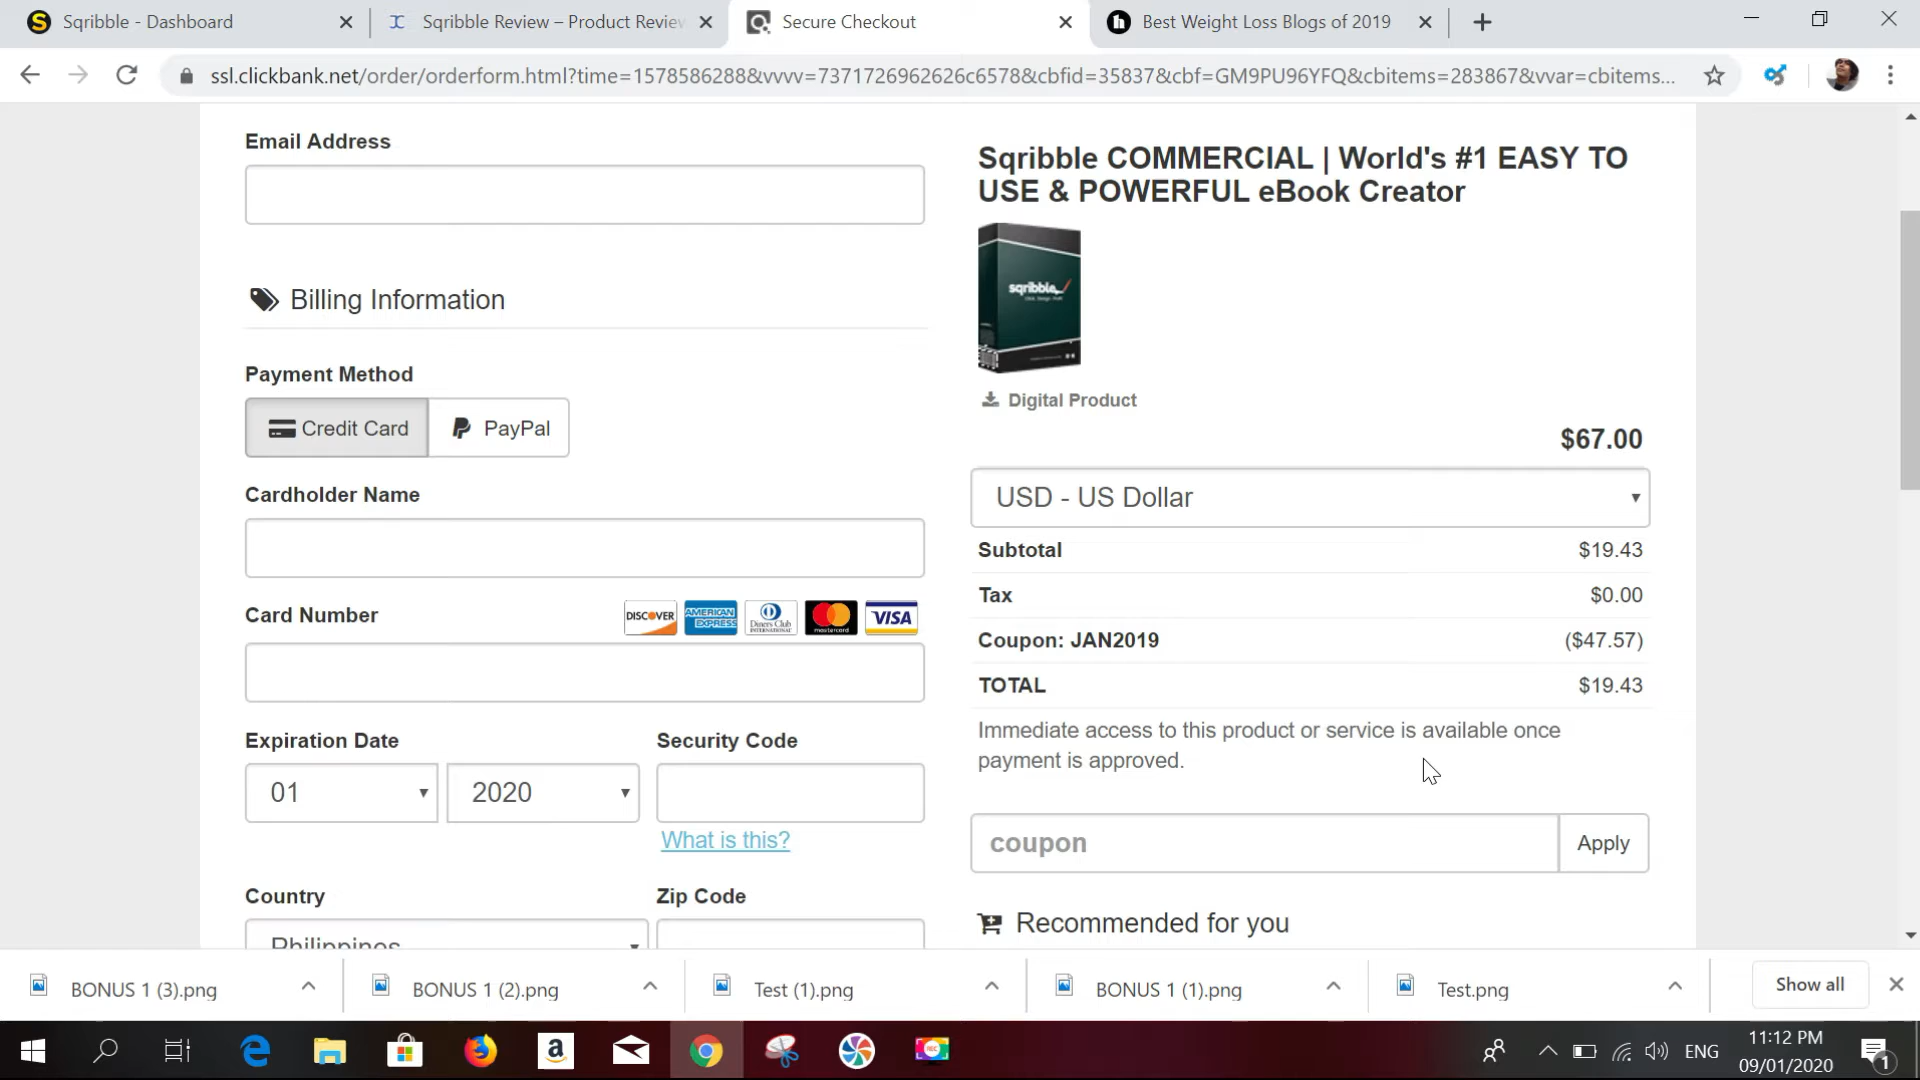 Sqribble - Dashboard
Sqribble Review – Product Review
Secure Checkout
Best Weight Loss Blogs of 2019
ssl.clickbank.net/order/orderform.html?time=1578586288&vvvv=7371726962626c6578&cbfid=35837&cbf=GM9PU96YFQ&cbitems=283867&vvar=cbitems...
Email Address
Billing Information
Payment Method
Credit Card
PayPal
Cardholder Name
Card Number
DISCOVER
AMERICAN EXPRESS
Diners Club INTERNATIONAL
mastercard
VISA
Expiration Date
Security Code
01
2020
What is this?
Country
Zip Code
Philippines
Sqribble COMMERCIAL | World's #1 EASY TO
USE & POWERFUL eBook Creator
sqribble
Digital Product
$67.00
USD - US Dollar
Subtotal $19.43
Tax $0.00
Coupon: JAN2019 ($47.57)
TOTAL $19.43
Immediate access to this product or service is available once
payment is approved.
coupon
Apply
Recommended for you
BONUS 1 (3).png
BONUS 1 (2).png
Test (1).png
BONUS 1 (1).png
Test.png
Show all
ENG
11:12 PM
09/01/2020
1